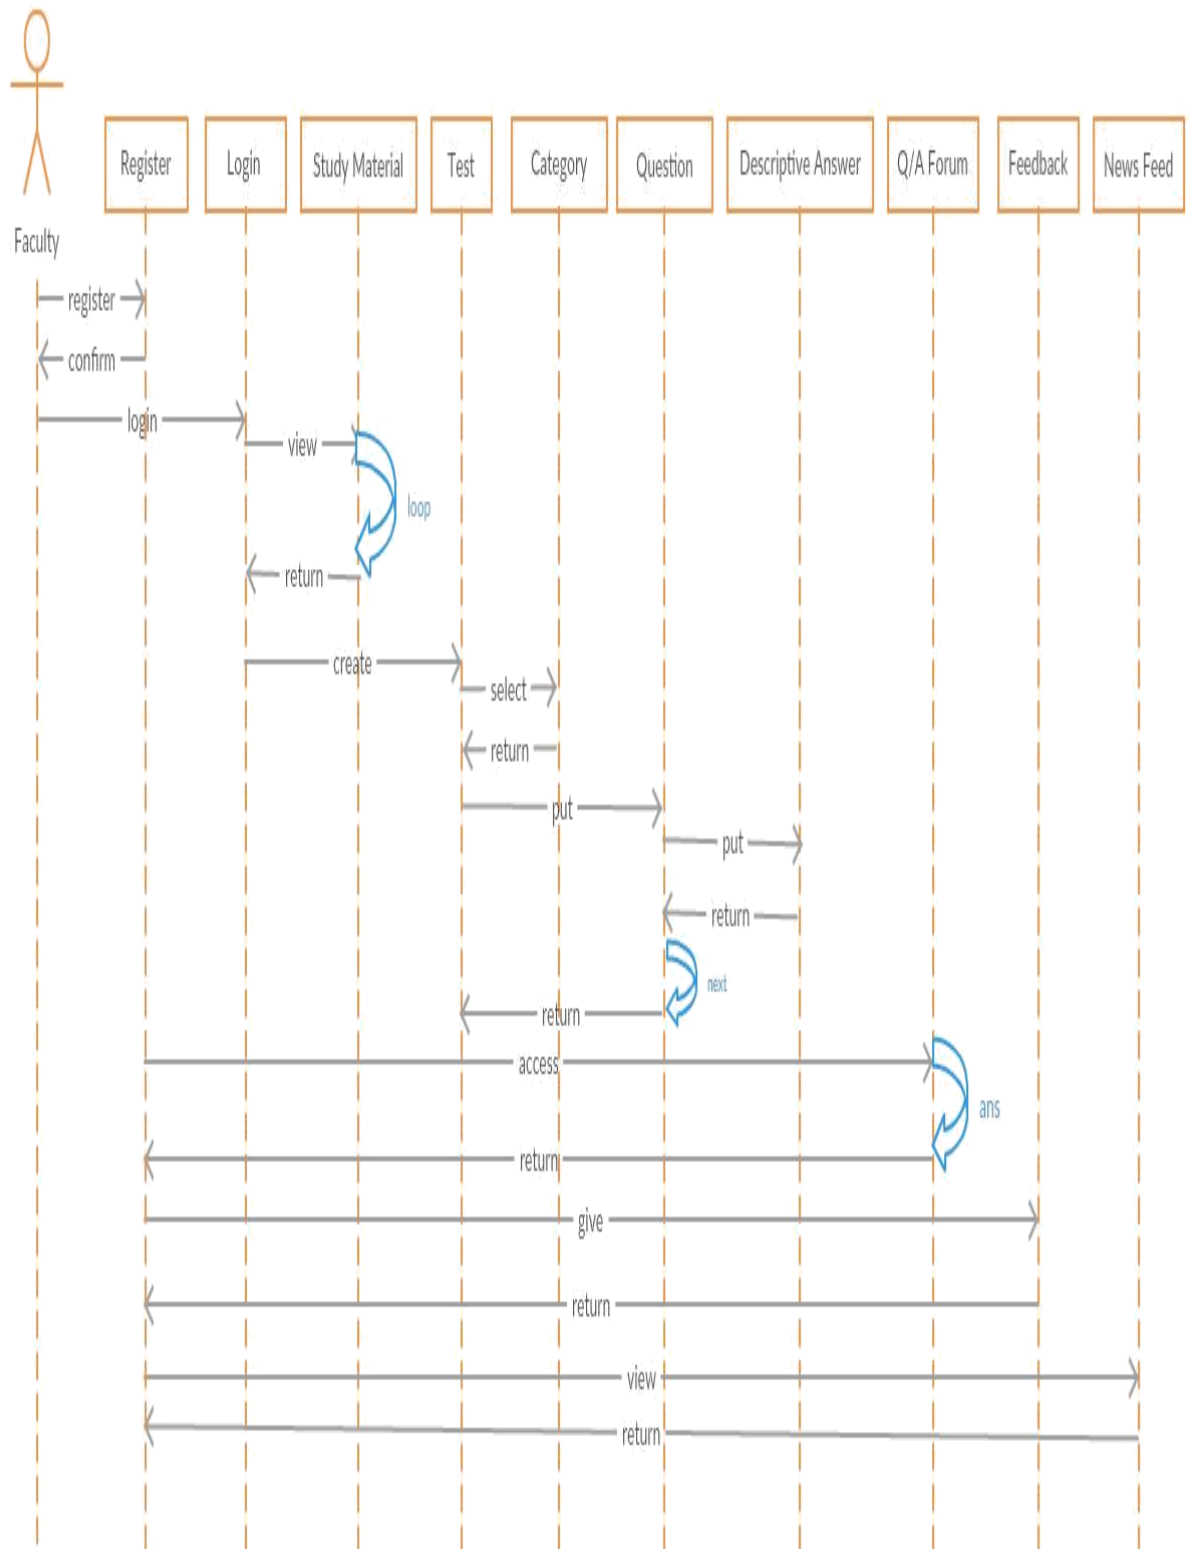 Register
Login
Study Material
Test
Category
Question
Descriptive Answer
Q/A Forum
Feedback
News Feed
Faculty
register
confirm
login
view
loop
return
create
select
return
put
put
return
next
return
access
ans
return
give
return
view
return